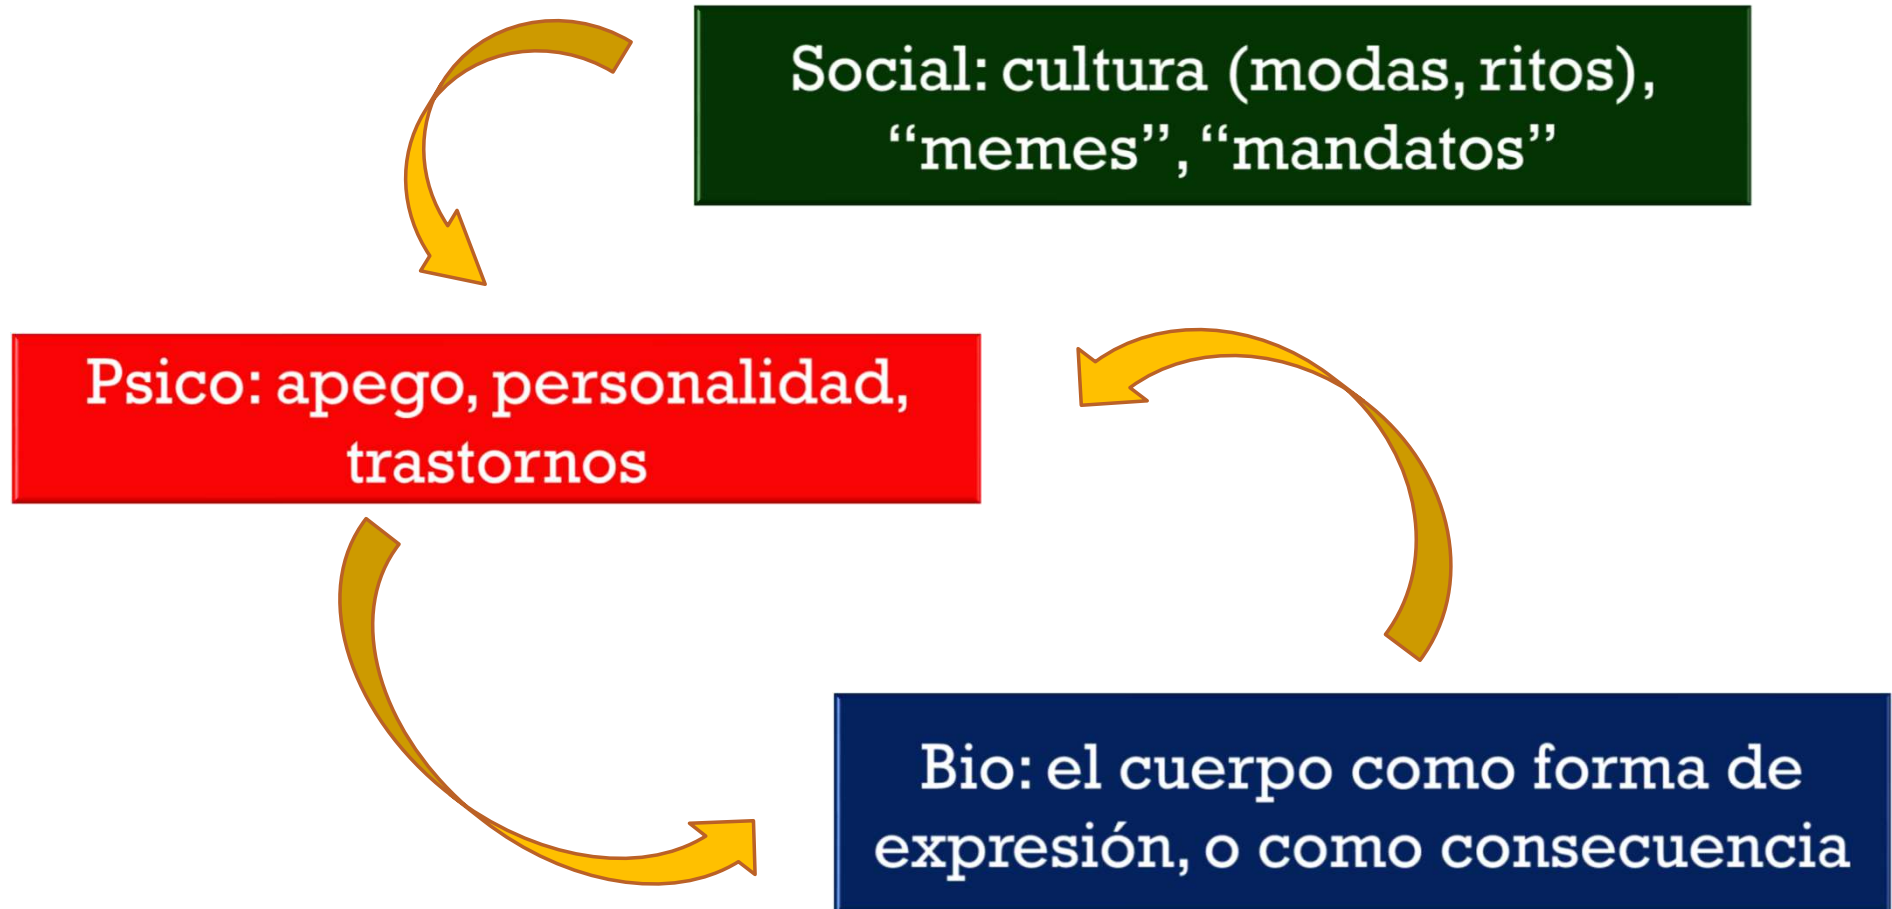 Social: cultura (modas, ritos),
“memes”, “mandatos”
Psico: apego, personalidad,
trastornos
Bio: el cuerpo como forma de
expresión, o como consecuencia